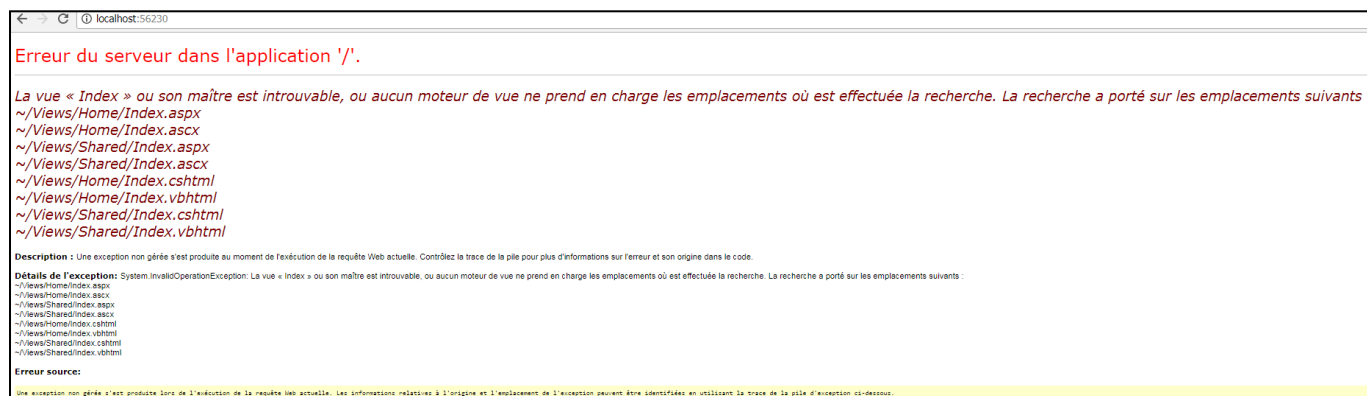 localhost:56230
Erreur du serveur dans l'application '/'.
La vue « Index » ou son maître est introuvable, ou aucun moteur de vue ne prend en charge les emplacements où est effectuée la recherche. La recherche a porté sur les emplacements suivants
~/Views/Home/Index.aspx
~/Views/Home/Index.ascx
~/Views/Shared/Index.aspx
~/Views/Shared/Index.ascx
~/Views/Home/Index.cshtml
~/Views/Home/Index.vbhtml
~/Views/Shared/Index.cshtml
~/Views/Shared/Index.vbhtml
Description : Une exception non gérée s'est produite au moment de l'exécution de la requête Web actuelle. Contrôlez la trace de la pile pour plus d'informations sur l'erreur et son origine dans le code.
Détails de l'exception: System.InvalidOperationException: La vue « Index » ou son maître est introuvable, ou aucun moteur de vue ne prend en charge les emplacements où est effectuée la recherche. La recherche a porté sur les emplacements suivants :
~/Views/Home/Index.aspx
~/Views/Home/Index.ascx
~/Views/Shared/Index.aspx
~/Views/Shared/Index.ascx
~/Views/Home/Index.cshtml
~/Views/Home/Index.vbhtml
~/Views/Shared/Index.cshtml
~/Views/Shared/Index.vbhtml
Erreur source:
Une exception non gérée s'est produite lors de l'exécution de la requête Web actuelle. Les informations relatives à l'origine et l'emplacement de l'exception peuvent être identifiées en utilisant la trace de la pile d'exception ci-dessous.